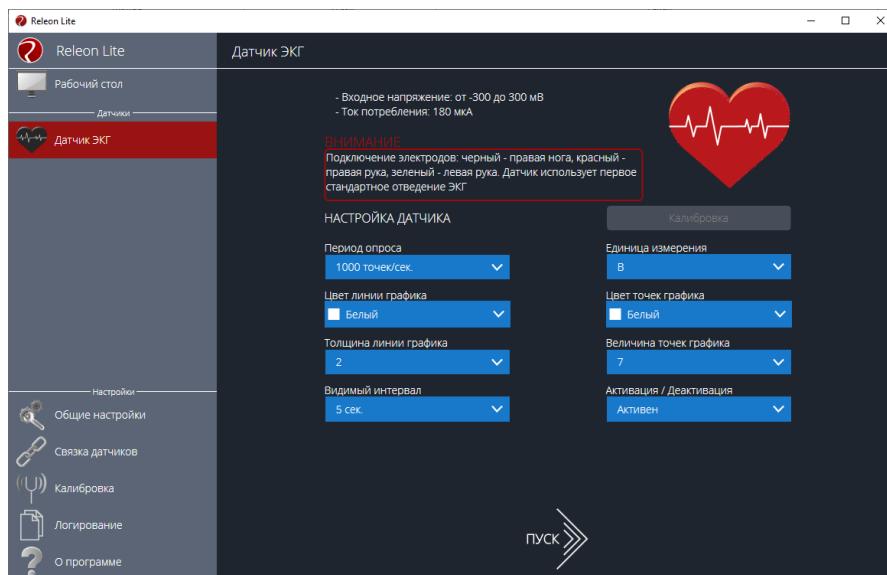 Releon Lite
Releon Lite
Датчик ЭКГ
Рабочий стол
Датчики
Датчик ЭКГ
- Входное напряжение: от -300 до 300 мВ
- Ток потребления: 180 мкА
ВНИМАНИЕ
Подключение электродов: черный - правая нога, красный -
правая рука, зеленый - левая рука. Датчик использует первое
стандартное отведение ЭКГ
НАСТРОЙКА ДАТЧИКА
Калибровка
Период опроса
1000 точек/сек.
Единица измерения
В
Цвет линии графика
Белый
Цвет точек графика
Белый
Толщина линии графика
2
Величина точек графика
7
Видимый интервал
5 сек.
Активация / Деактивация
Активен
Настройки
Общие настройки
Связка датчиков
Калибровка
Логирование
О программе
ПУСК